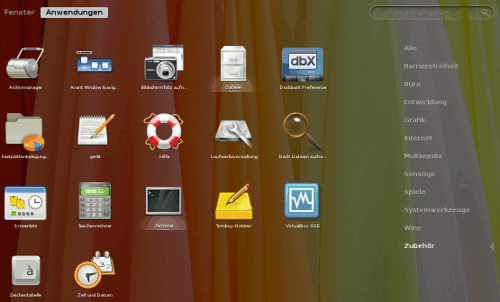 Fenster Anwendungen
Archivmanager
Avant Window Navig...
Bildschirmfoto aufn...
Dateien
Dockbarx Preference
dbX
Festplattenbelegung...
gedit
Hilfe
Laufwerksverwaltung
Nach Dateien suche...
Screenlets
Taschenrechner
Terminal
Tomboy-Notizen
VirtualBox OSE
Zeichentabelle
Zeit und Datum
Alle
Barrierefreiheit
Büro
Entwicklung
Grafik
Internet
Multimedia
Sonstige
Spiele
Systemwerkzeuge
Wine
Zubehör